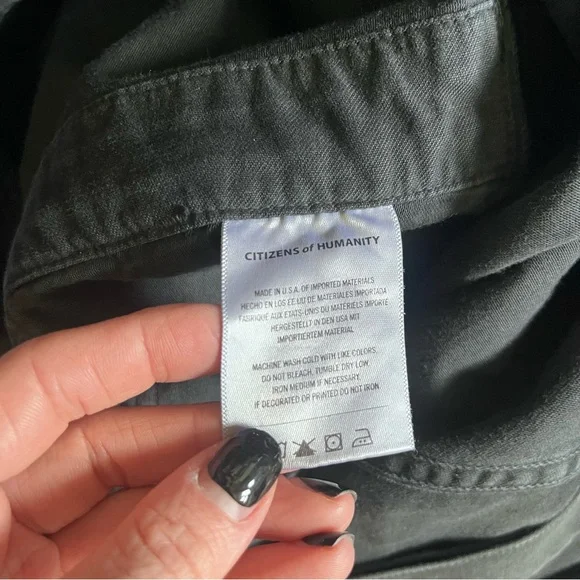 CITIZENS of HUMANITY
MADE IN U.S.A. OF IMPORTED MATERIALS
HECHO EN LOS EE.UU DE MATERIALES IMPORTADA
FABRIQUÉ AUX ETATS-UNIS DU MATIÉRS IMPORTE
HERGESTELLT IN DEN USA MIT
IMPORTIERTEM MATERIAL
MACHINE WASH COLD WITH LIKE COLORS,
DO NOT BLEACH, TUMBLE DRY LOW,
IRON MEDIUM IF NECESSARY.
IF DECORATED OR PRINTED DO NOT IRON